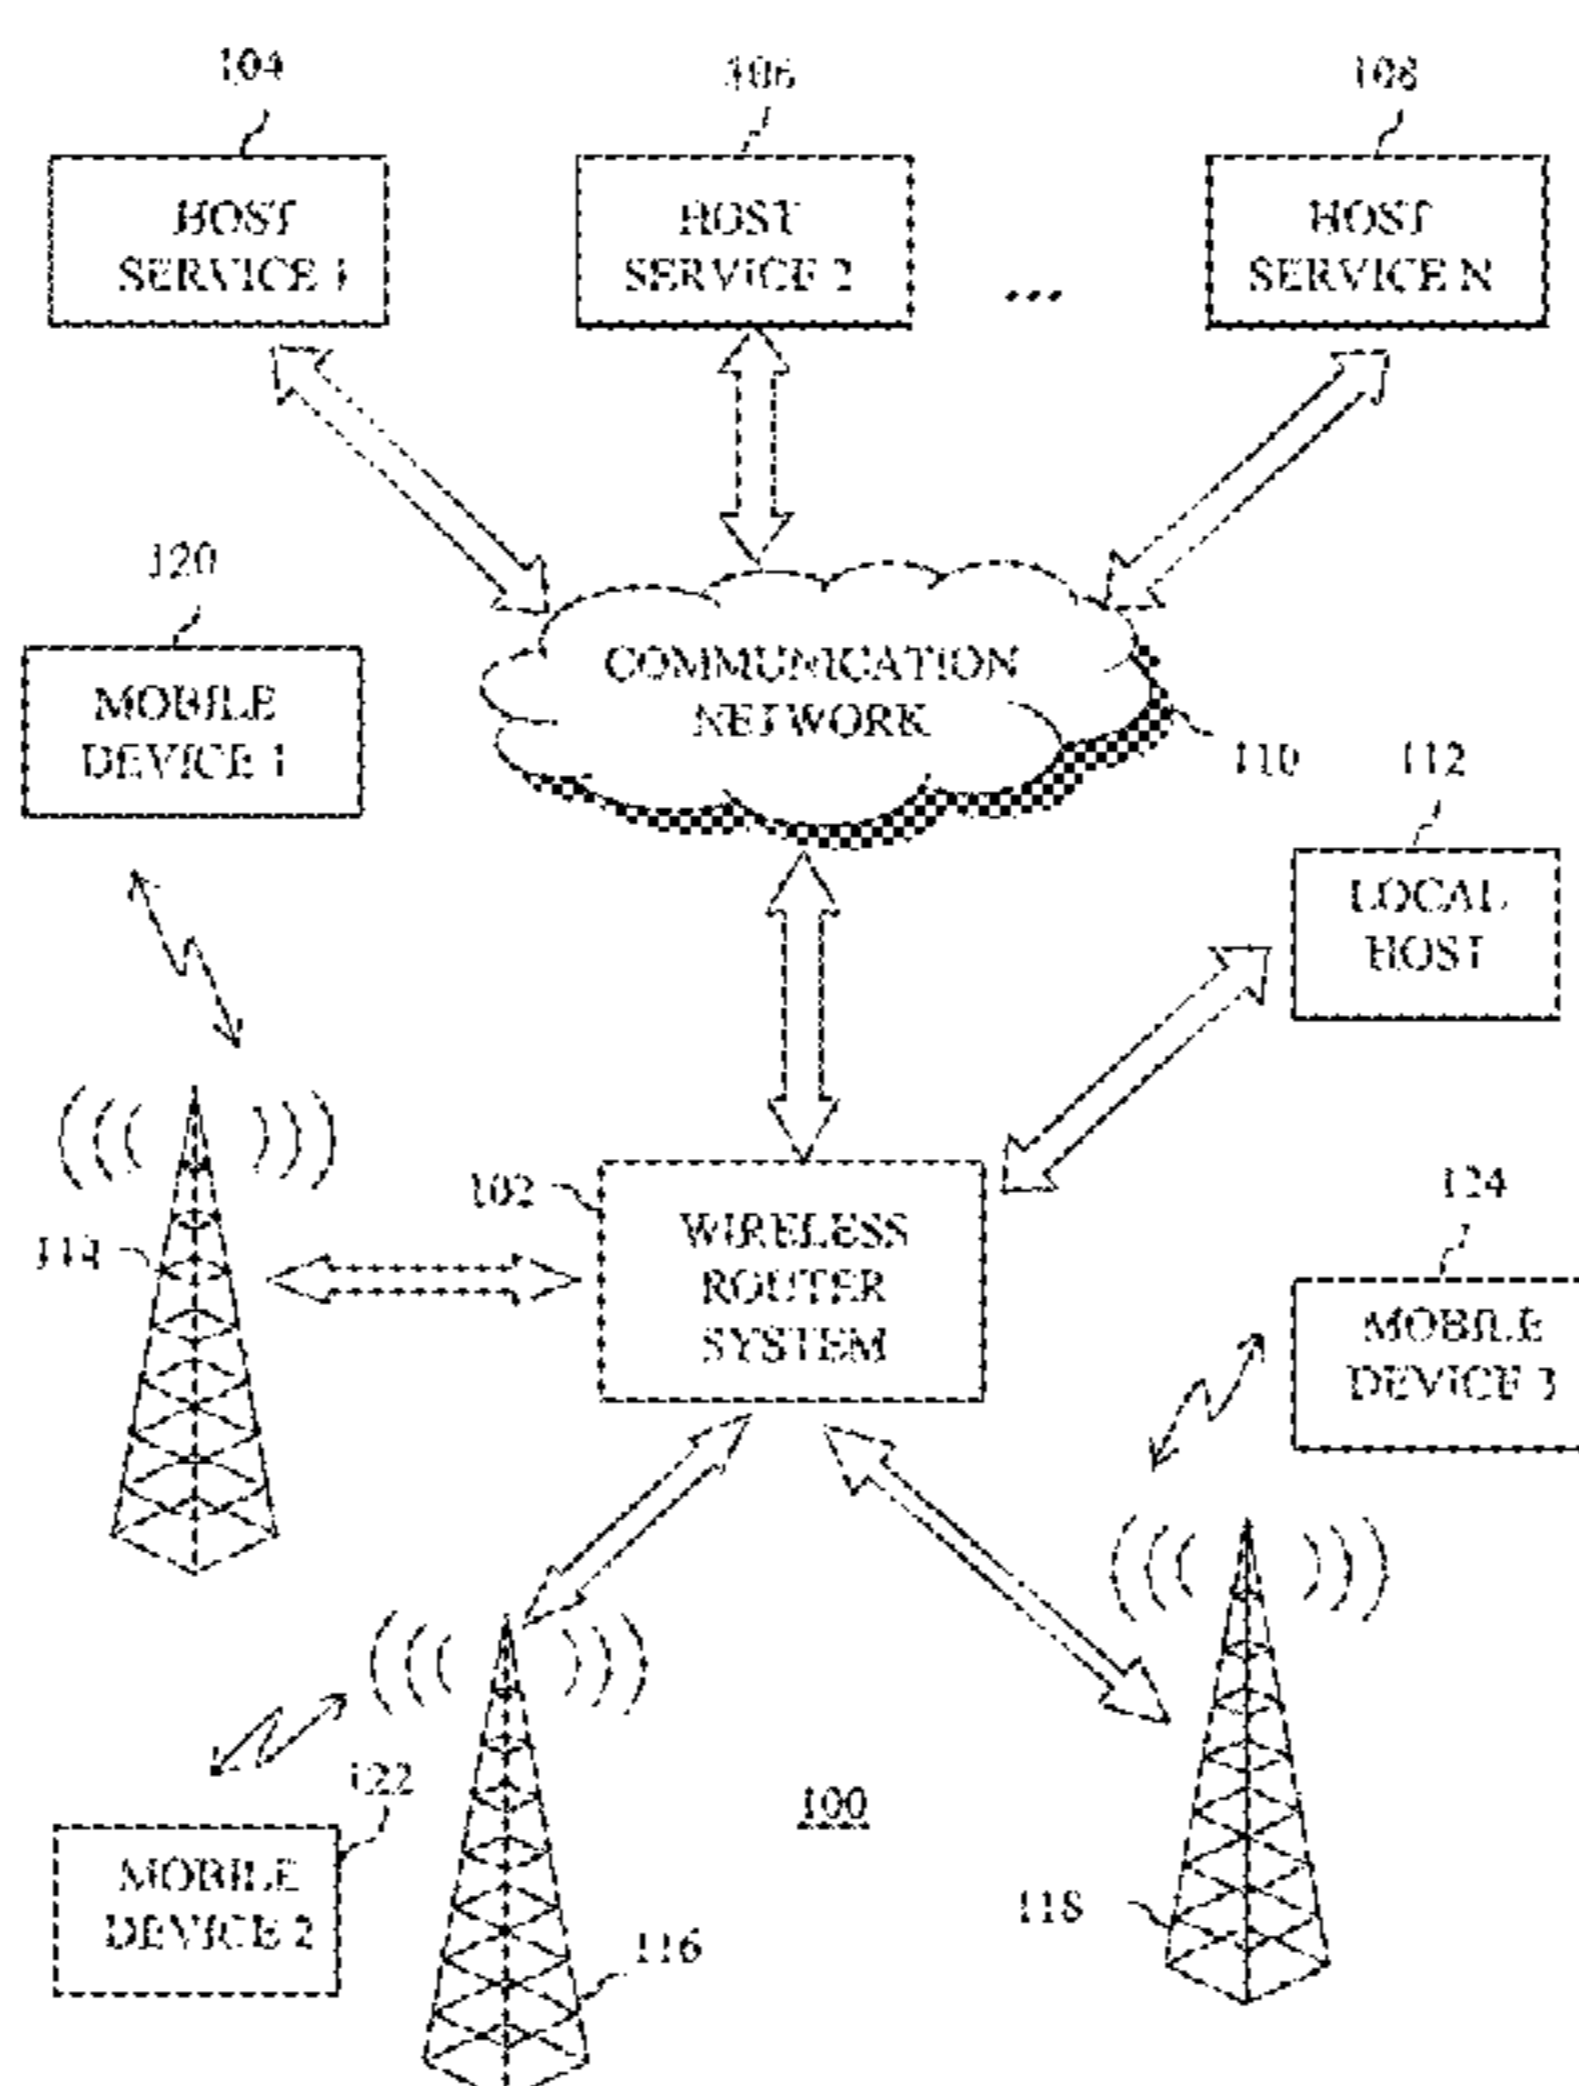 104
106
108
HOST
SERVICE 1
HOST
SERVICE 2
...
HOST
SERVICE N
120
MOBILE
DEVICE 1
COMMUNICATION
NETWORK
110
112
LOCAL
HOST
102
WIRELESS
ROUTER
SYSTEM
114
124
MOBILE
DEVICE 3
122
MOBILE
DEVICE 2
100
116
118